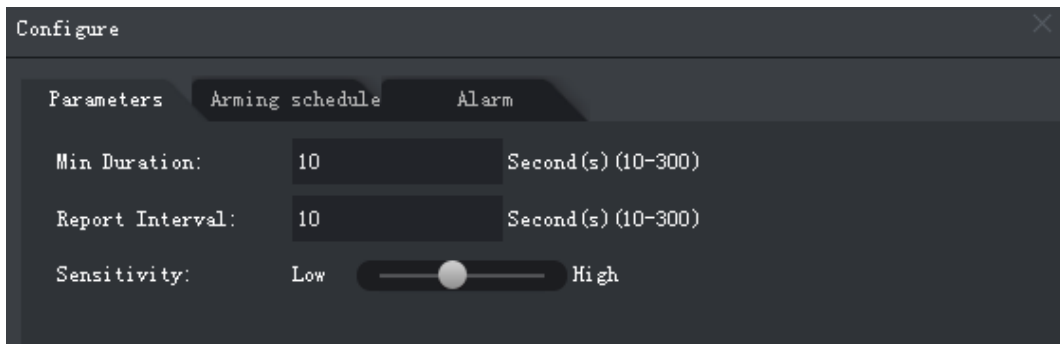 Configure
Parameters Arming schedule Alarm
Min Duration: 10 Second(s)(10-300)
Report Interval: 10 Second(s)(10-300)
Sensitivity: Low High